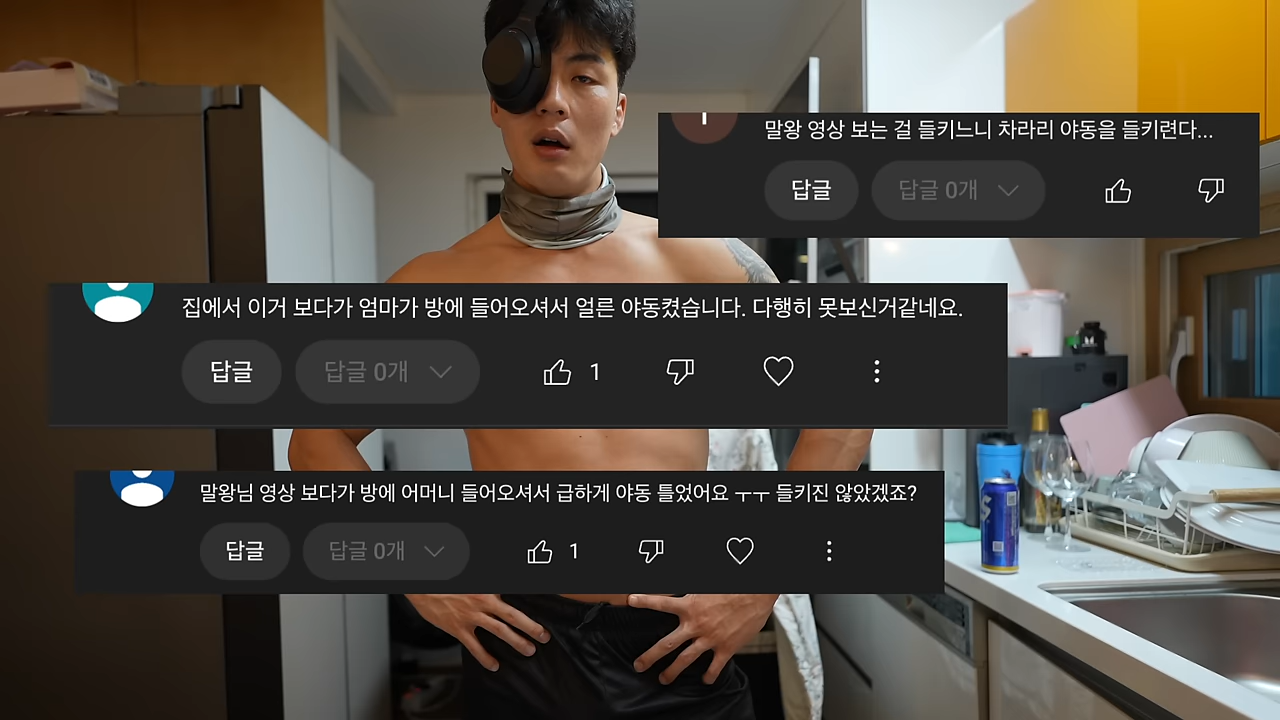 말왕 영상 보는 걸 들키느니 차라리 야동을 들키련다...
답글 답글 0개
집에서 이거 보다가 엄마가 방에 들어오셔서 얼른 야동켰습니다. 다행히 못보신거같네요.
답글 답글 0개 1
말왕님 영상 보다가 방에 어머니 들어오셔서 급하게 야동 틀었어요 ㅜㅜ 들키진 않았겠죠?
답글 답글 0개 1